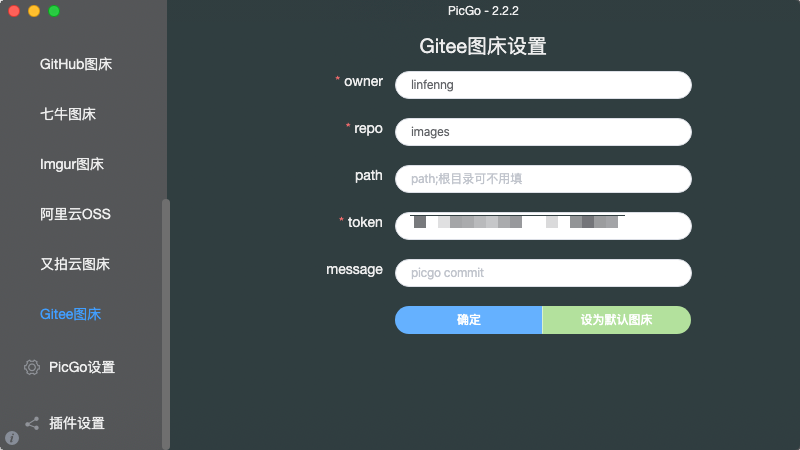 PicGo - 2.2.2
GitHub图床
七牛图床
Imgur图床
阿里云OSS
又拍云图床
Gitee图床
PicGo设置
插件设置
Gitee图床设置
* owner
linfenng
* repo
images
path
path;根目录可不用填
* token
message
picgo commit
确定
设为默认图床